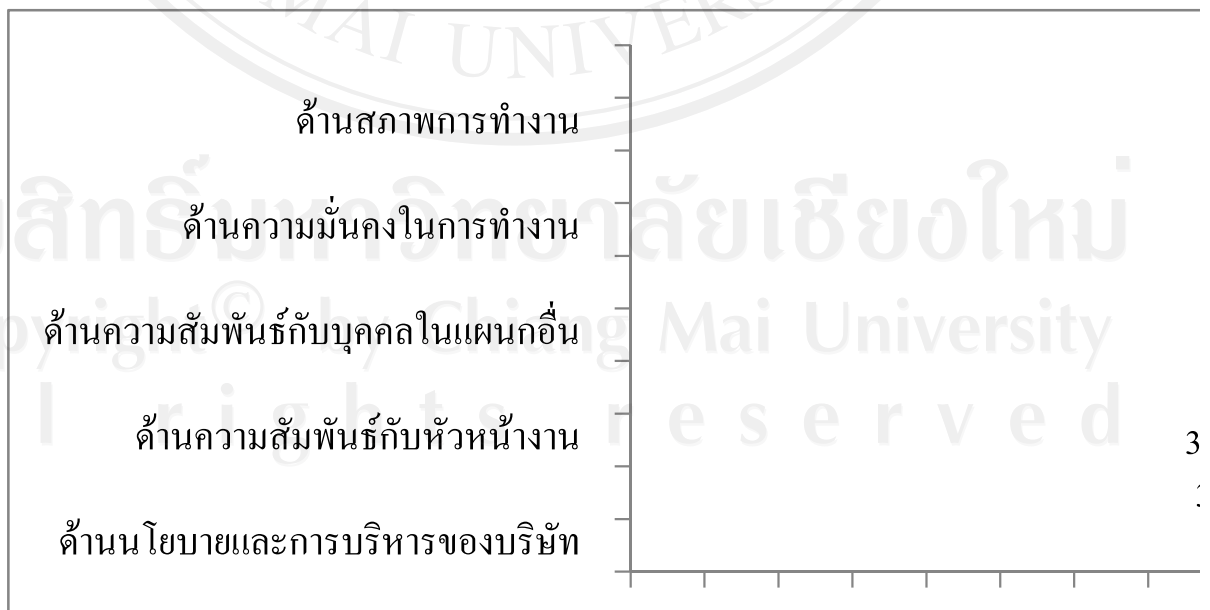 MAI UNIVERS
ด้านสภาพการทำงาน
สิทธิ์มหาวิทยาลัยเชียงใหม่
ด้านความมั่นคงในการทำงาน
pyright© by Chiang Mai University
ด้านความสัมพันธ์กับบุคคลในแผนกอื่น
l rights reserved
ด้านความสัมพันธ์กับหัวหน้างาน
3
ด้านนโยบายและการบริหารของบริษัท